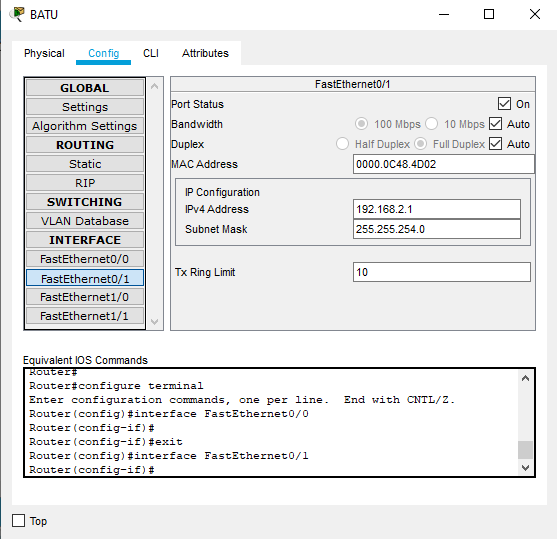 BATU
Physical Config CLI Attributes
GLOBAL
Settings
Algorithm Settings
ROUTING
Static
RIP
SWITCHING
VLAN Database
INTERFACE
FastEthernet0/0
FastEthernet0/1
FastEthernet1/0
FastEthernet1/1
FastEthernet0/1
Port Status On
Bandwidth 100 Mbps 10 Mbps Auto
Duplex Half Duplex Full Duplex Auto
MAC Address 0000.0C48.4D02
IP Configuration
IPv4 Address 192.168.2.1
Subnet Mask 255.255.254.0
Tx Ring Limit 10
Equivalent IOS Commands
Router#
Router#configure terminal
Enter configuration commands, one per line. End with CNTL/Z.
Router(config)#interface FastEthernet0/0
Router(config-if)#
Router(config-if)#exit
Router(config)#interface FastEthernet0/1
Router(config-if)#
Top